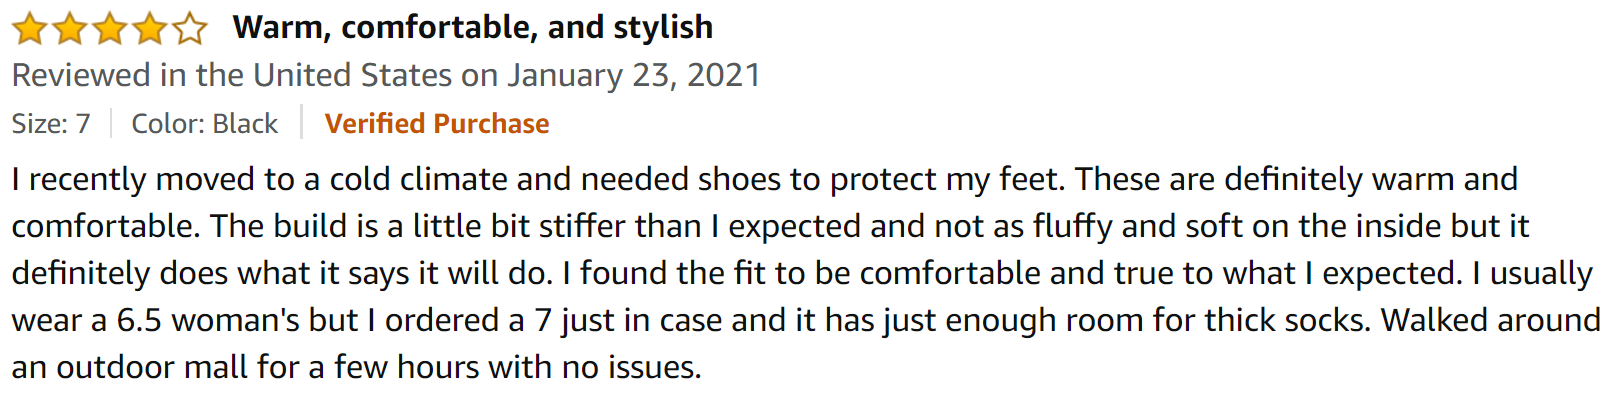 Warm, comfortable, and stylish
Reviewed in the United States on January 23, 2021
Size: 7 Color: Black Verified Purchase
I recently moved to a cold climate and needed shoes to protect my feet. These are definitely warm and
comfortable. The build is a little bit stiffer than I expected and not as fluffy and soft on the inside but it
definitely does what it says it will do. I found the fit to be comfortable and true to what I expected. I usually
wear a 6.5 woman's but I ordered a 7 just in case and it has just enough room for thick socks. Walked around
an outdoor mall for a few hours with no issues.